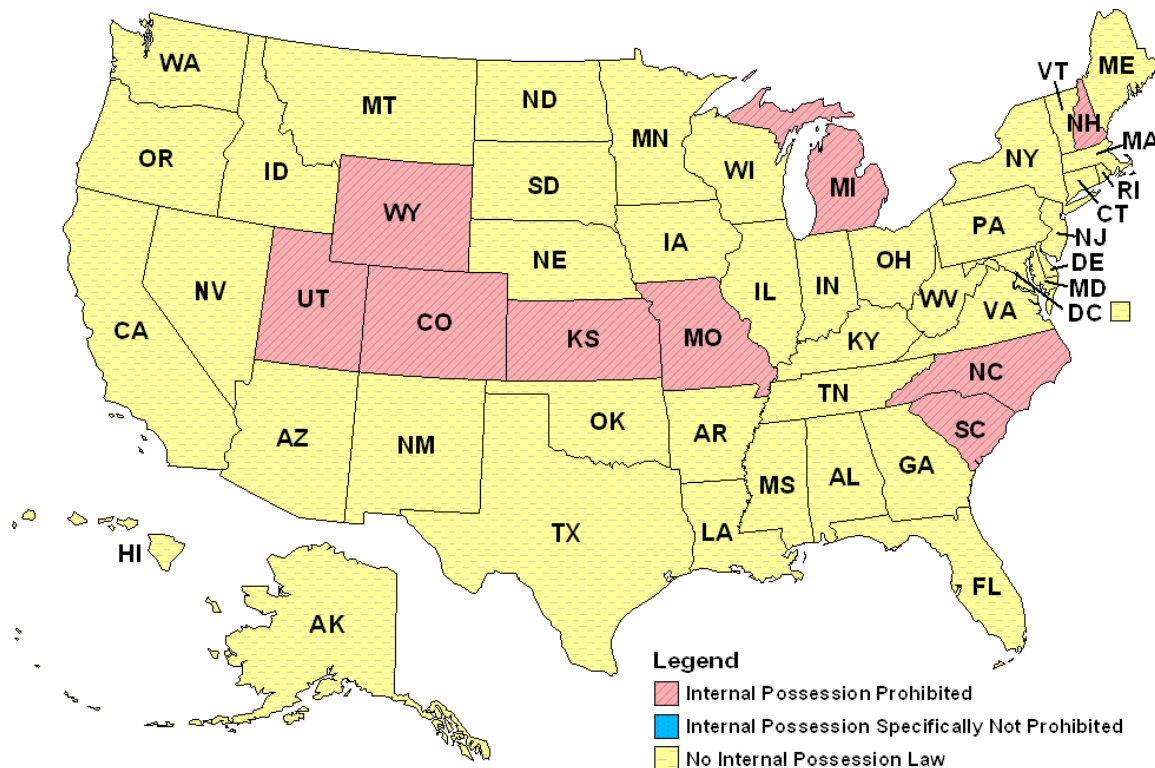 WA
MT
ND
MN
VT
ME
NH
OR
ID
WI
NY
MA
SD
MI
RI
WY
CT
PA
NJ
IA
NE
OH
DE
NV
UT
IL
IN
WV
MD
CA
CO
KS
MO
KY
VA
DC
NC
TN
OK
AZ
NM
AR
SC
MS
AL
GA
TX
LA
HI
FL
AK
Legend
Internal Possession Prohibited
Internal Possession Specifically Not Prohibited
No Internal Possession Law